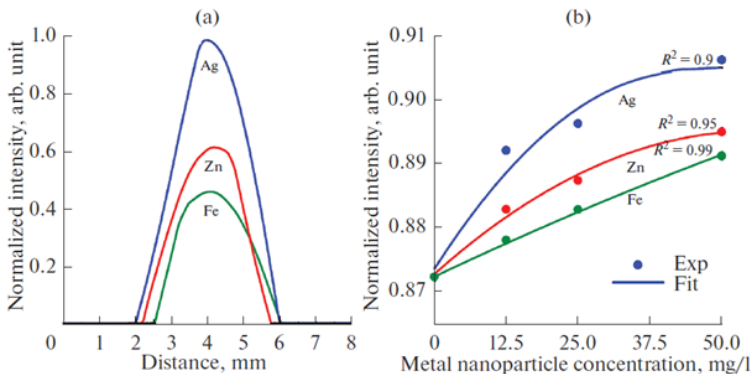 (a)
Normalized intensity, arb. unit
1.0
0.8
0.6
0.4
0.2
0 1 2 3 4 5 6 7 8
Ag
Zn
Fe
Distance, mm
(b)
Normalized intensity, arb. unit
0.91
0.90
0.89
0.88
0.87
R² = 0.9
Ag
R² = 0.95
R² = 0.99
Zn
Fe
Exp
Fit
0 12.5 25.0 37.5 50.0
Metal nanoparticle concentration, mg/l